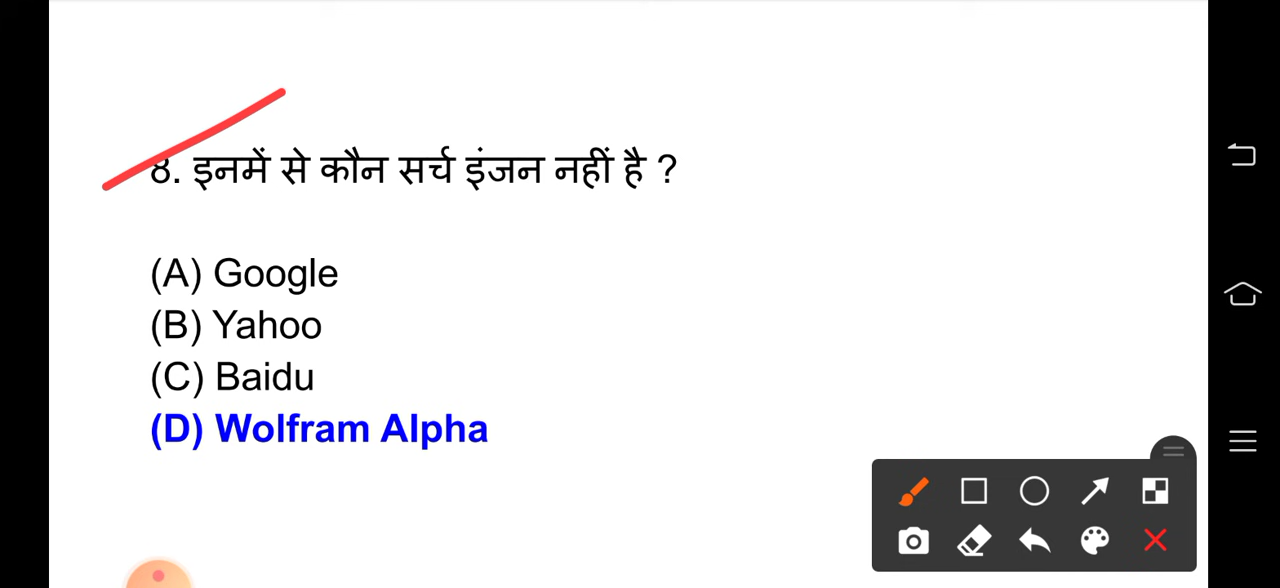 8. इनमें से कौन सर्च इंजन नहीं है ?
(A) Google
(B) Yahoo
(C) Baidu
(D) Wolfram Alpha